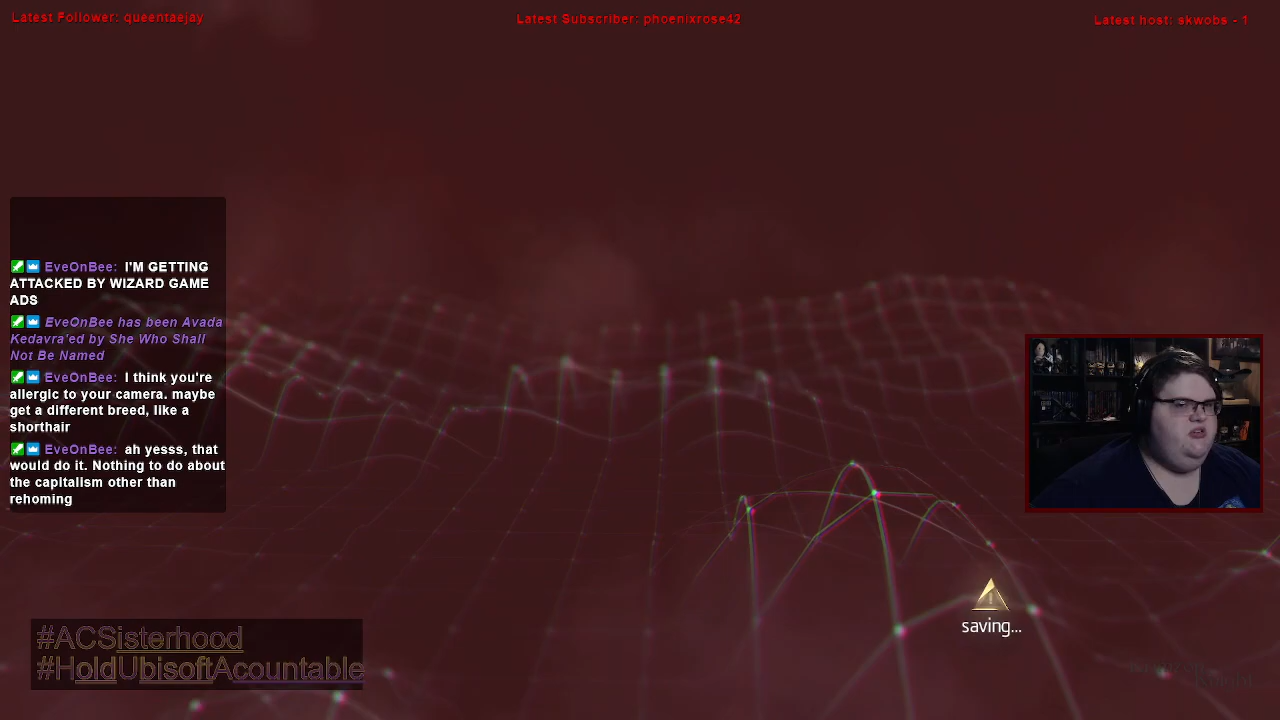 Latest Follower: queentaejay
Latest Subscriber: phoenixrose42
Latest host: skwobs - 1
EveOnBee: I'M GETTING
ATTACKED BY WIZARD GAME
ADS
EveOnBee has been Avada
Kedavra'ed by She Who Shall
Not Be Named
EveOnBee: I think you're
allergic to your camera. maybe
get a different breed, like a
shorthair
EveOnBee: ah yesss, that
would do it. Nothing to do about
the capitalism other than
rehoming
saving...
#ACSisterhood
#HoldUbisoftAcountable